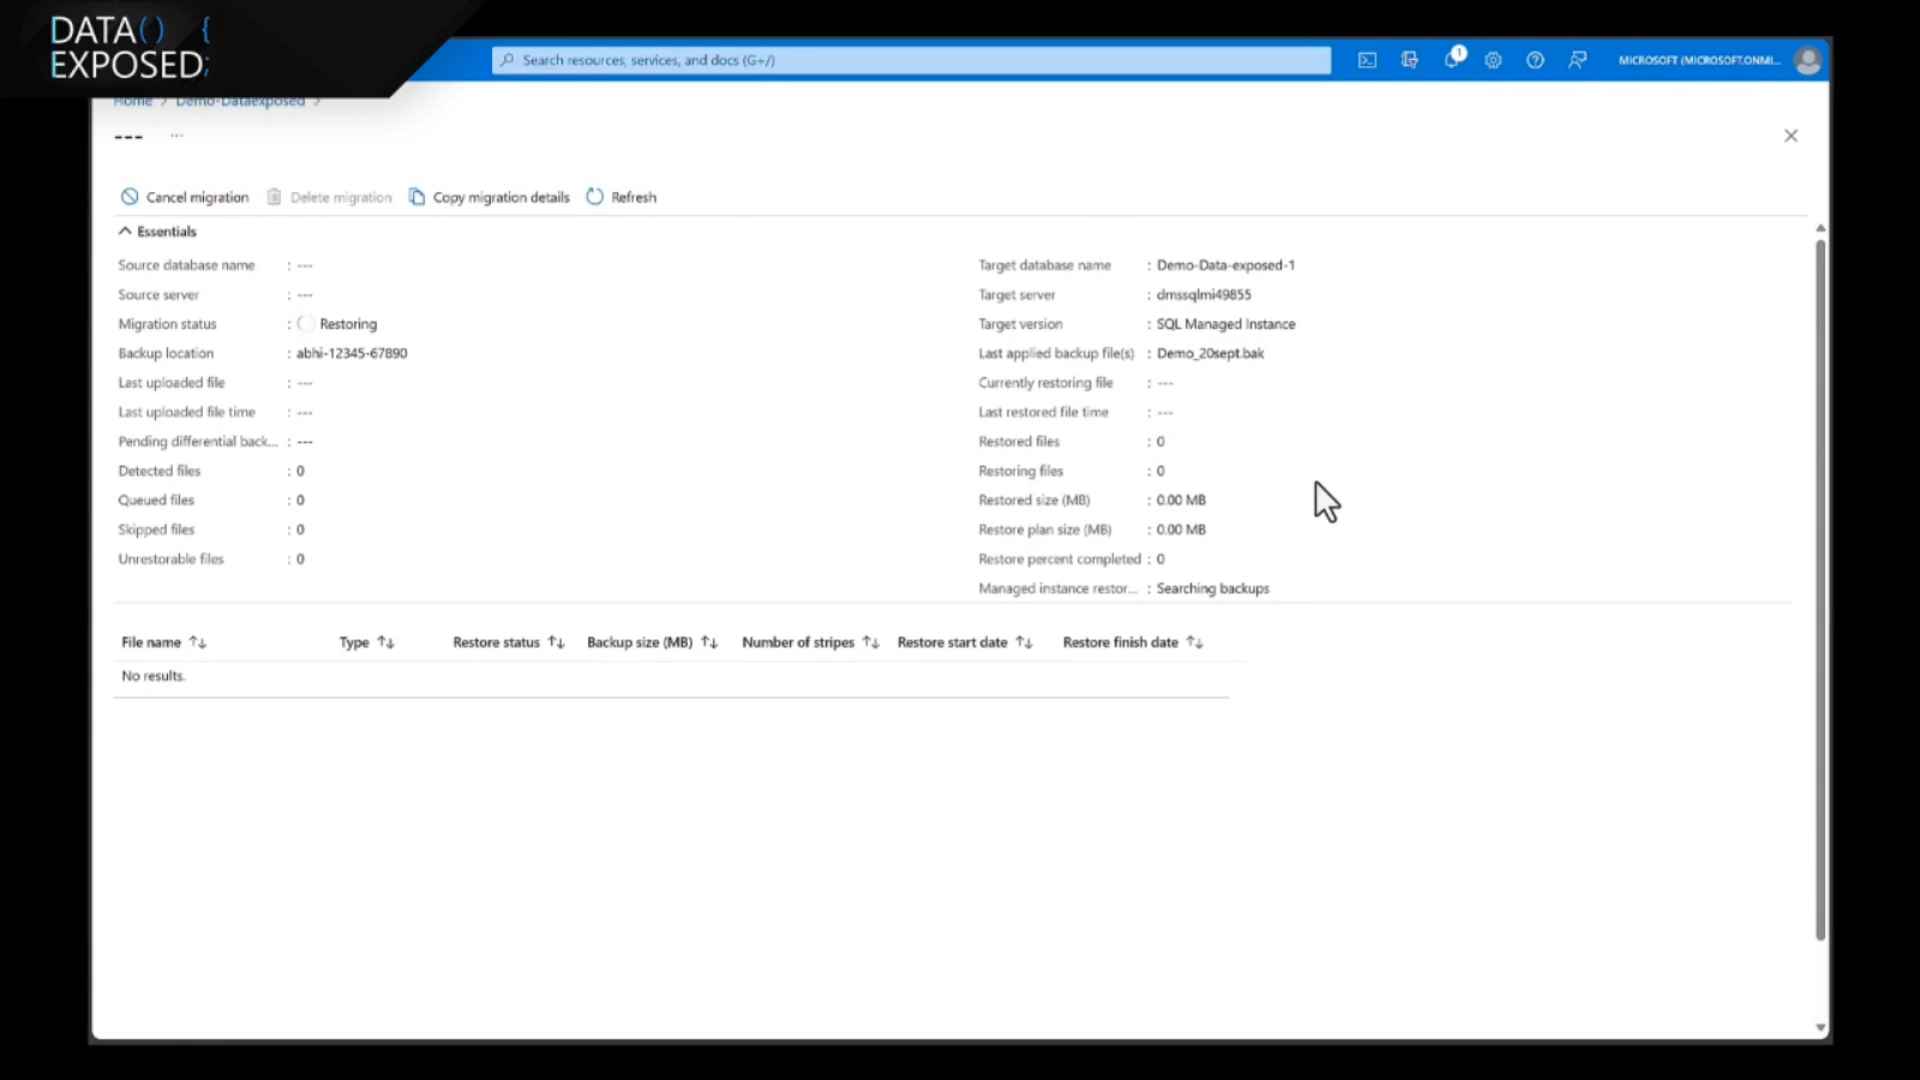 DATA() {
EXPOSED;
Search resources, services, and docs (G+/)
1
MICROSOFT (MICROSOFT.ONMI...
Home > Demo-Dataexposed >
--- ...
Cancel migration Delete migration Copy migration details Refresh
Essentials
Source database name : ---
Source server : ---
Migration status : Restoring
Backup location : abhi-12345-67890
Last uploaded file : ---
Last uploaded file time : ---
Pending differential back... : ---
Detected files : 0
Queued files : 0
Skipped files : 0
Unrestorable files : 0
Target database name : Demo-Data-exposed-1
Target server : dmssqlmi49855
Target version : SQL Managed Instance
Last applied backup file(s) : Demo_20sept.bak
Currently restoring file : ---
Last restored file time : ---
Restored files : 0
Restoring files : 0
Restored size (MB) : 0.00 MB
Restore plan size (MB) : 0.00 MB
Restore percent completed : 0
Managed instance restor... : Searching backups
File name ↑↓ Type ↑↓ Restore status ↑↓ Backup size (MB) ↑↓ Number of stripes ↑↓ Restore start date ↑↓ Restore finish date ↑↓
No results.